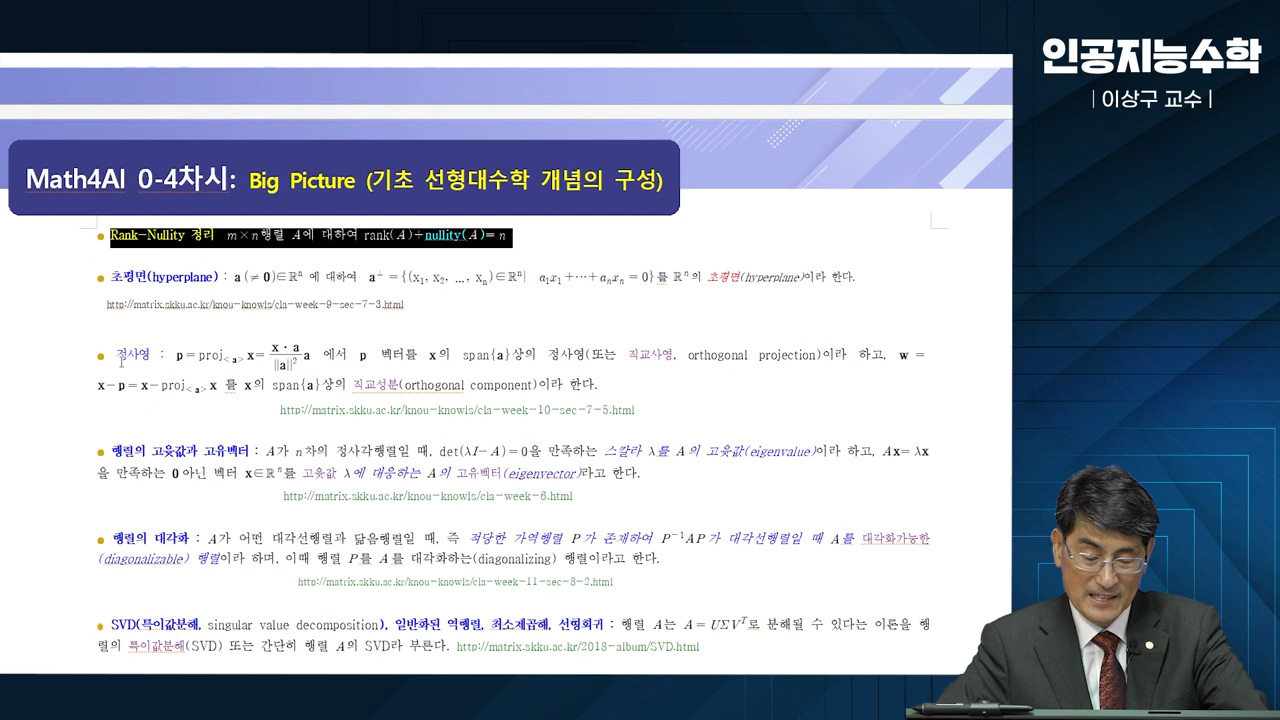 인공지능수학
| 이상구 교수 |
Math4AI 0-4차시: Big Picture (기초 선형대수학 개념의 구성)
Rank-Nullity 정리 m×n행렬 A에 대하여 rank(A)+nullity(A)= n
초평면(hyperplane) : a (≠ 0)∈ℝⁿ 에 대하여 a⊥={(x₁, x₂, ..., xₙ)∈ℝⁿ| a₁x₁+⋯+aₙxₙ=0}를 ℝⁿ의 초평면(hyperplane)이라 한다.
http://matrix.skku.ac.kr/knou-knowls/cla-week-9-sec-7-3.html
정사영 : p=proj<a>x= x·a/||a||² a 에서 p 벡터를 x의 span{a}상의 정사영(또는 직교사영, orthogonal projection)이라 하고, w =
x-p=x-proj<a>x 를 x의 span{a}상의 직교성분(orthogonal component)이라 한다.
http://matrix.skku.ac.kr/knou-knowls/cla-week-10-sec-7-5.html
행렬의 고윳값과 고유벡터 : A가 n차의 정사각행렬일 때, det(λI-A)=0을 만족하는 스칼라 λ를 A의 고윳값(eigenvalue)이라 하고, Ax=λx
을 만족하는 0 아닌 벡터 x∈ℝⁿ를 고윳값 λ에 대응하는 A의 고유벡터(eigenvector)라고 한다.
http://matrix.skku.ac.kr/knou-knowls/cla-week-6.html
행렬의 대각화 : A가 어떤 대각선행렬과 닮음행렬일 때, 즉 적당한 가역행렬 P가 존재하여 P⁻¹AP가 대각선행렬일 때 A를 대각화가능한
(diagonalizable) 행렬이라 하며, 이때 행렬 P를 A를 대각화하는(diagonalizing) 행렬이라고 한다.
http://matrix.skku.ac.kr/knou-knowls/cla-week-11-sec-8-2.html
SVD(특이값분해, singular value decomposition), 일반화된 역행렬, 최소제곱해, 선형회귀 : 행렬 A는 A=UΣVᵀ로 분해될 수 있다는 이론을 행
렬의 특이값분해(SVD) 또는 간단히 행렬 A의 SVD라 부른다. http://matrix.skku.ac.kr/2018-album/SVD.html